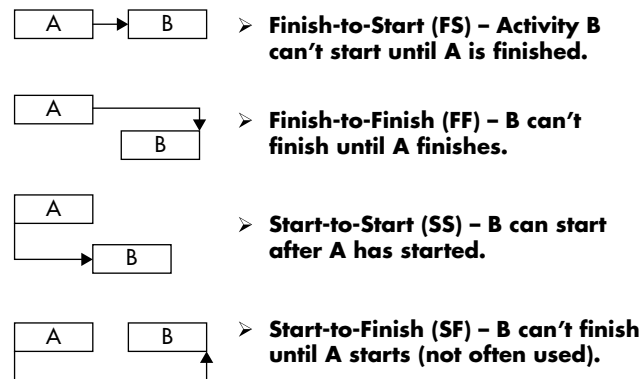 A B
➢ Finish-to-Start (FS) – Activity B
can’t start until A is finished.
A
B
➢ Finish-to-Finish (FF) – B can’t
finish until A finishes.
A
B
➢ Start-to-Start (SS) – B can start
after A has started.
A B
➢ Start-to-Finish (SF) – B can’t finish
until A starts (not often used).